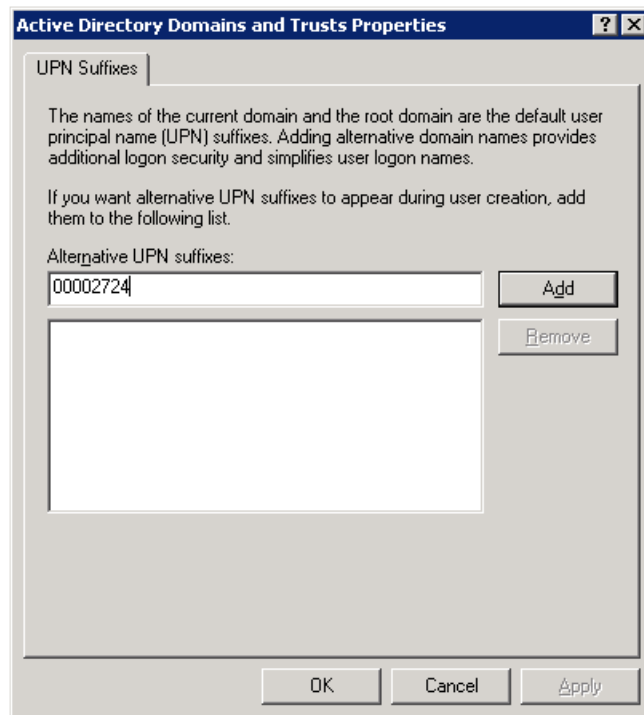 Active Directory Domains and Trusts Properties
UPN Suffixes
The names of the current domain and the root domain are the default user
principal name (UPN) suffixes. Adding alternative domain names provides
additional logon security and simplifies user logon names.
If you want alternative UPN suffixes to appear during user creation, add
them to the following list.
Alternative UPN suffixes:
00002724
Add
Remove
OK
Cancel
Apply